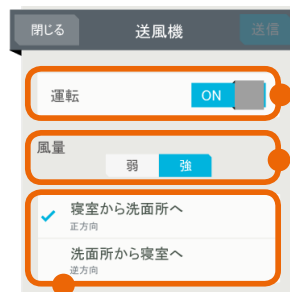 閉じる 送風機 送信
運転 ON
風量
弱 強
寝室から洗面所へ
正方向
洗面所から寝室へ
逆方向